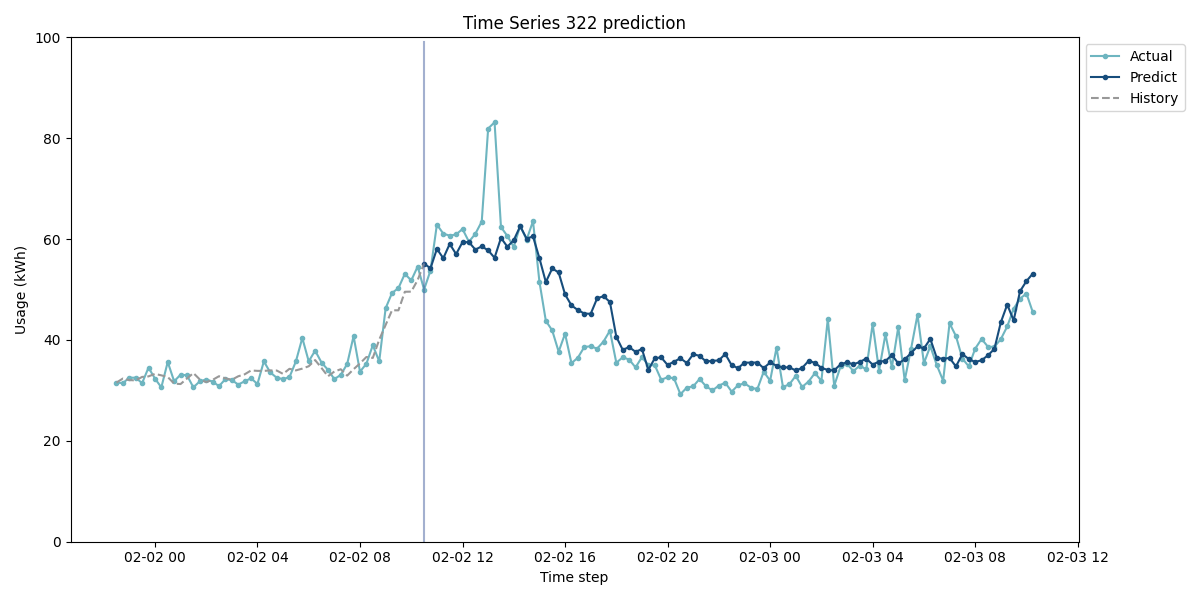 Time Series 322 prediction
100
80
60
40
20
0
Usage (kWh)
02-02 00
02-02 04
02-02 08
02-02 12
02-02 16
02-02 20
02-03 00
02-03 04
02-03 08
02-03 12
Time step
Actual
Predict
History